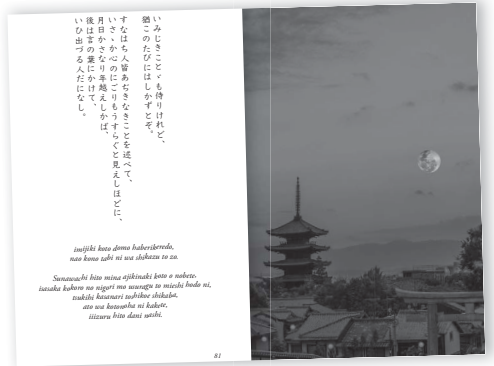 いみじきことゞも侍りけれど、
猶このたびにはしかずとぞ。
すなはち人皆あぢきなきことを述べて、
いさゝか心のにごりもうすらぐと見えしほどに、
月日かさなり年越えしかば、
後は言の葉にかけて、
いひ出づる人だになし。
imijiki koto domo haberikeredo,
nao kono tabi ni wa shikazu to zo.
Sunawachi hito mina ajikinaki koto o nobete,
isasaka kokoro no nigori mo usuragu to mieshi hodo ni,
tsukihi kasanari toshikoe shikaba,
ato wa kotonoha ni kakete,
iiizuru hito dani nashi.
81